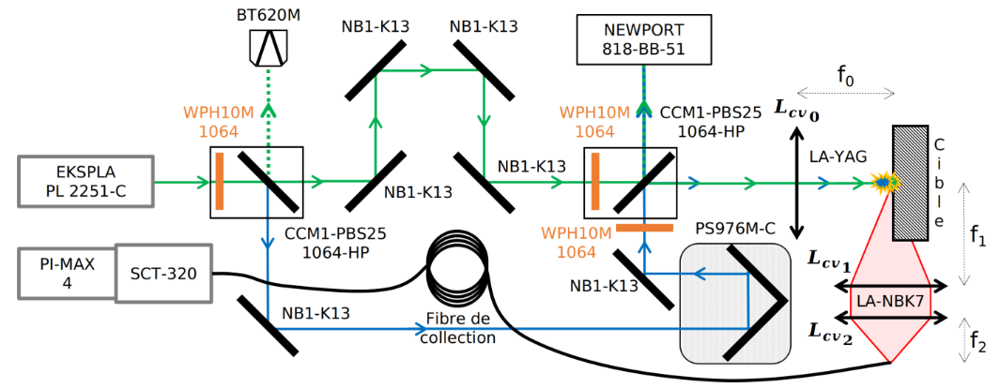 BT620M
NB1-K13
NB1-K13
NEWPORT
818-BB-51
f0
WPH10M
1064
WPH10M
1064
CCM1-PBS25
1064-HP
Lcv0
LA-YAG
Cible
EKSPLA
PL 2251-C
NB1-K13
NB1-K13
CCM1-PBS25
1064-HP
WPH10M
1064
PS976M-C
f1
PI-MAX
4
SCT-320
NB1-K13
Lcv1
LA-NBK7
NB1-K13
Fibre de
collection
Lcv2
f2